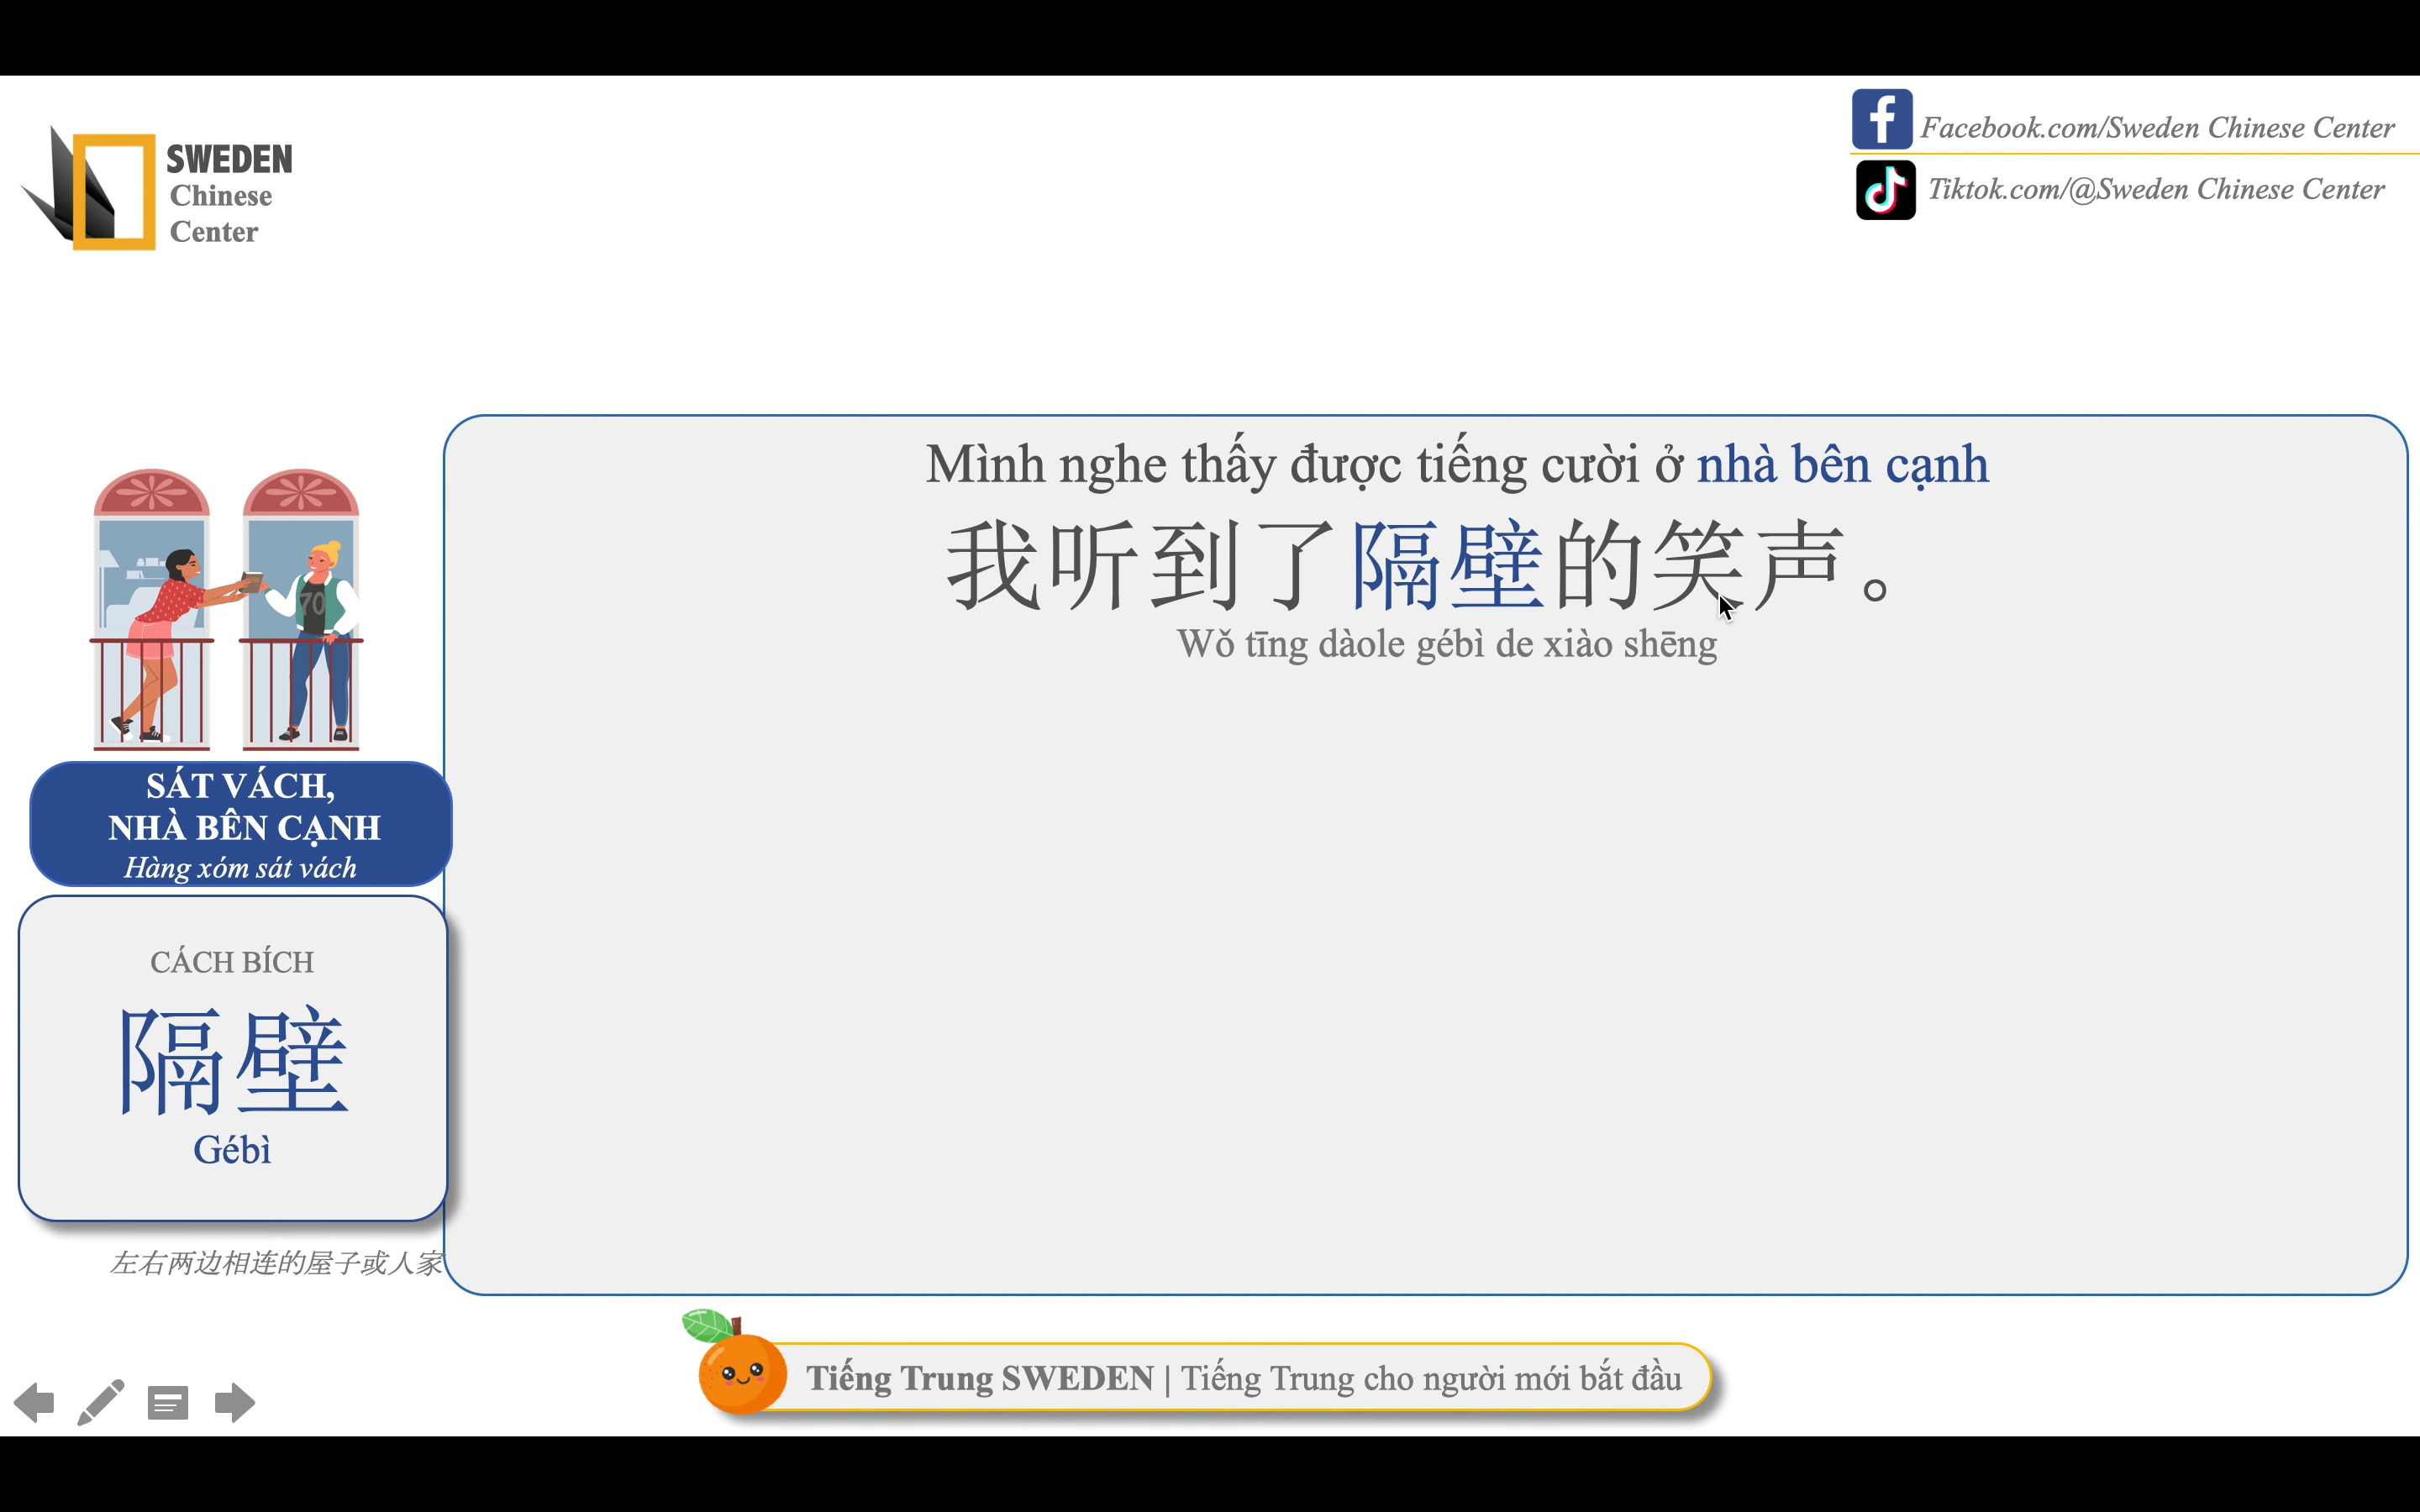 SWEDEN
Chinese
Center
Facebook.com/Sweden Chinese Center
Tiktok.com/@Sweden Chinese Center
Mình nghe thấy được tiếng cười ở nhà bên cạnh
我听到了隔壁的笑声。
Wǒ tīng dàole gébì de xiào shēng
70
SÁT VÁCH,
NHÀ BÊN CẠNH
Hàng xóm sát vách
CÁCH BÍCH
隔壁
Gébì
左右两边相连的屋子或人家
Tiếng Trung SWEDEN | Tiếng Trung cho người mới bắt đầu